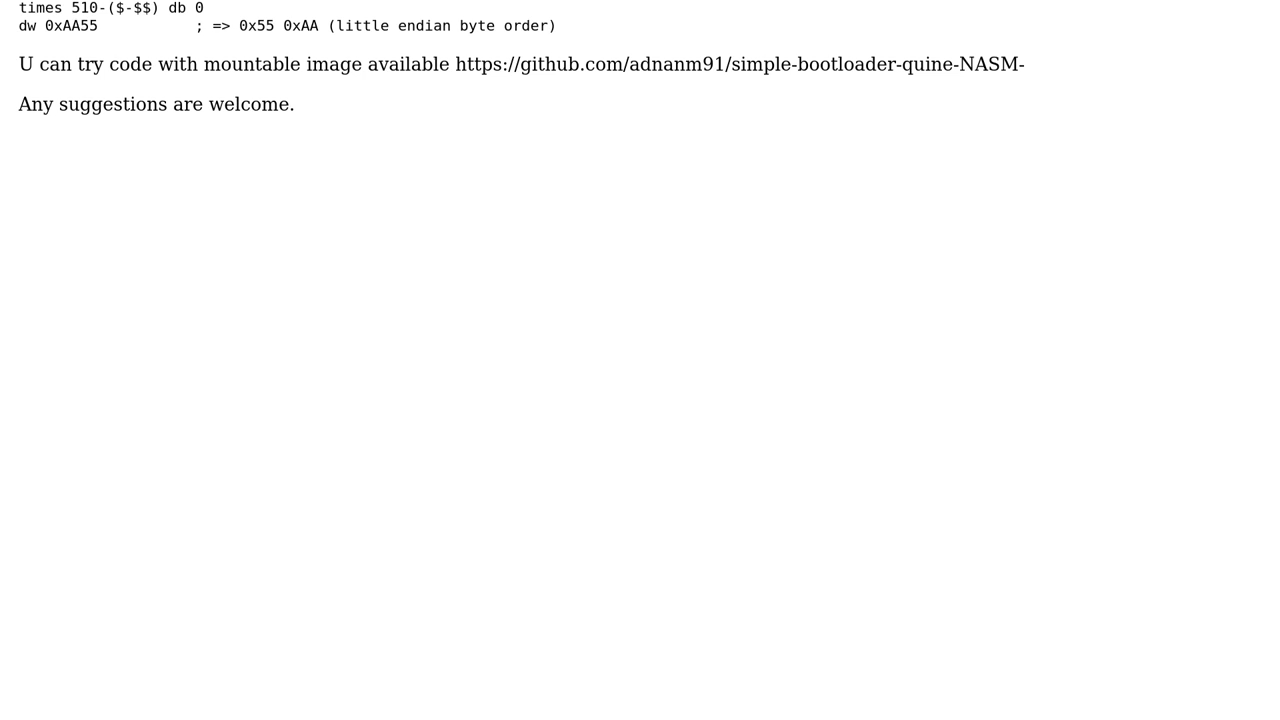 times 510-($-$$) db 0
dw 0xAA55           ; => 0x55 0xAA (little endian byte order)
U can try code with mountable image available https://github.com/adnanm91/simple-bootloader-quine-NASM-
Any suggestions are welcome.